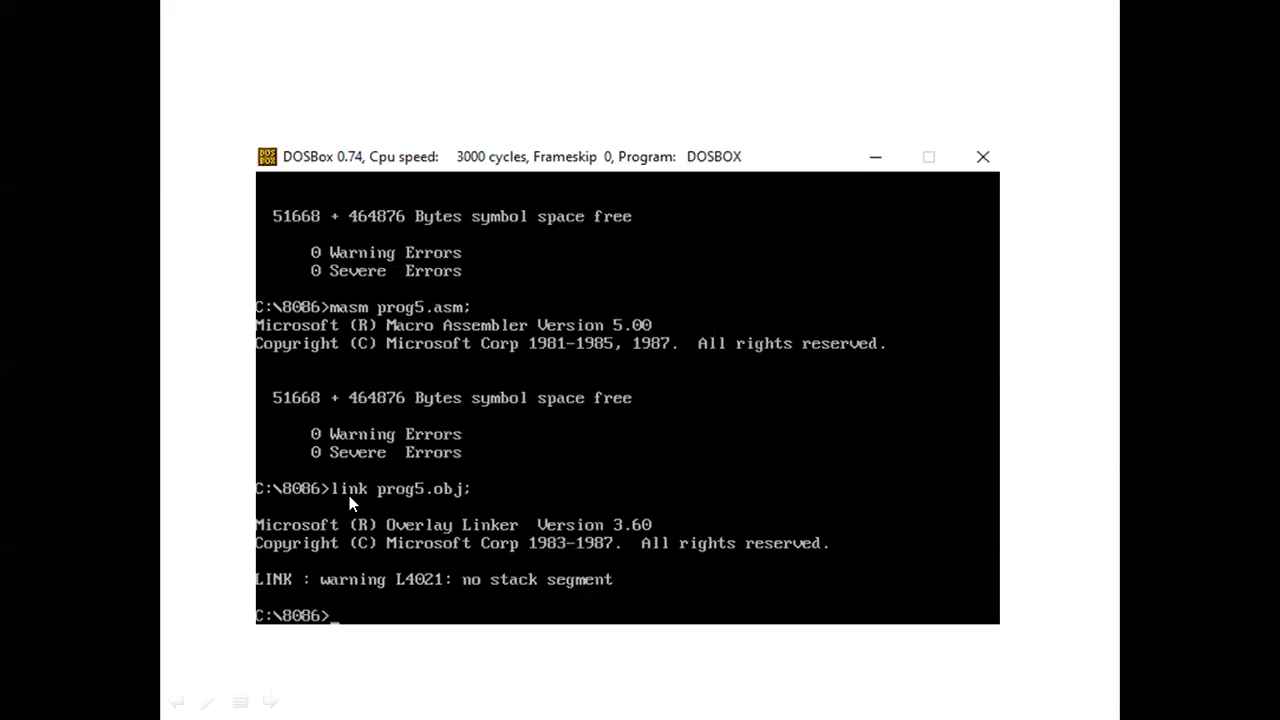 DOSBox 0.74, Cpu speed: 3000 cycles, Frameskip 0, Program: DOSBOX
51668 + 464876 Bytes symbol space free
0 Warning Errors
0 Severe Errors
C:\8086>masm prog5.asm;
Microsoft (R) Macro Assembler Version 5.00
Copyright (C) Microsoft Corp 1981-1985, 1987. All rights reserved.
51668 + 464876 Bytes symbol space free
0 Warning Errors
0 Severe Errors
C:\8086>link prog5.obj;
Microsoft (R) Overlay Linker Version 3.60
Copyright (C) Microsoft Corp 1983-1987. All rights reserved.
LINK : warning L4021: no stack segment
C:\8086>_